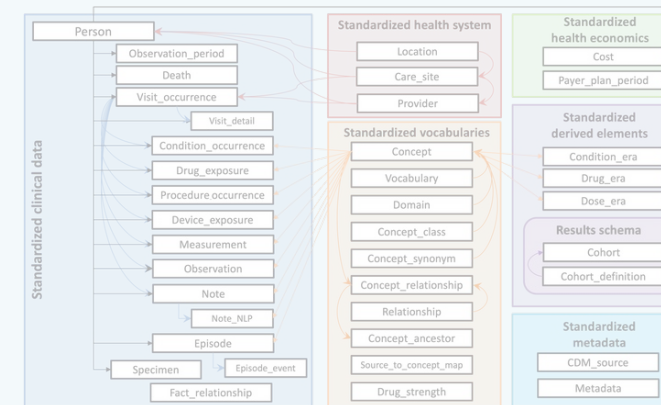 Standardized clinical data
Person
Observation_period
Death
Visit_occurrence
Visit_detail
Condition_occurrence
Drug_exposure
Procedure occurrence
Device_exposure
Measurement
Observation
Note
Note_NLP
Episode
Specimen
Episode_event
Fact_relationship
Standardized health system
Location
Care_site
Provider
Standardized vocabularies
Concept
Vocabulary
Domain
Concept_class
Concept_synonym
Concept_relationship
Relationship
Concept_ancestor
Source_to_concept_map
Drug_strength
Standardized
health economics
Cost
Payer_plan_period
Standardized
derived elements
Condition_era
Drug_era
Dose_era
Results schema
Cohort
Cohort_definition
Standardized
metadata
CDM_source
Metadata